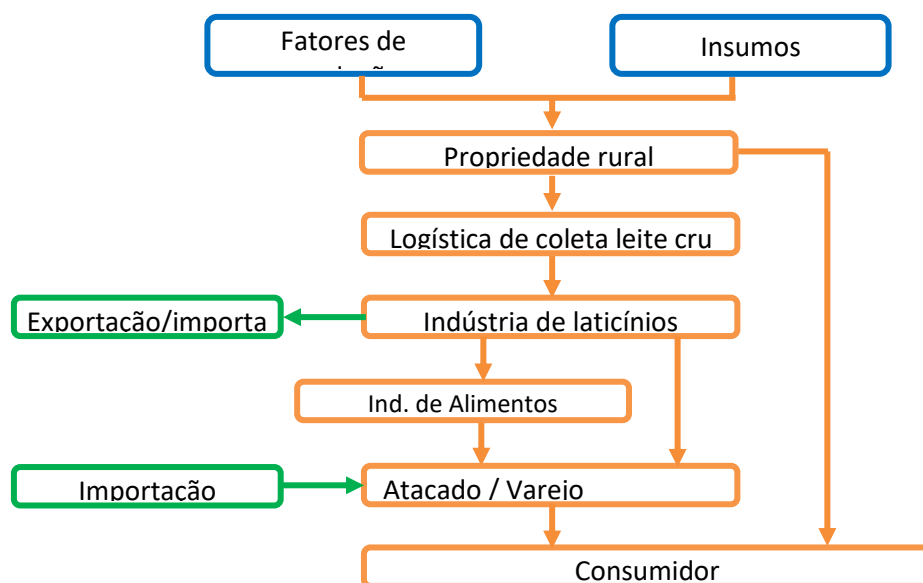 Fatores de
Insumos
Propriedade rural
Logística de coleta leite cru
Exportação/importa
Indústria de laticínios
Ind. de Alimentos
Importação
Atacado / Varejo
Consumidor